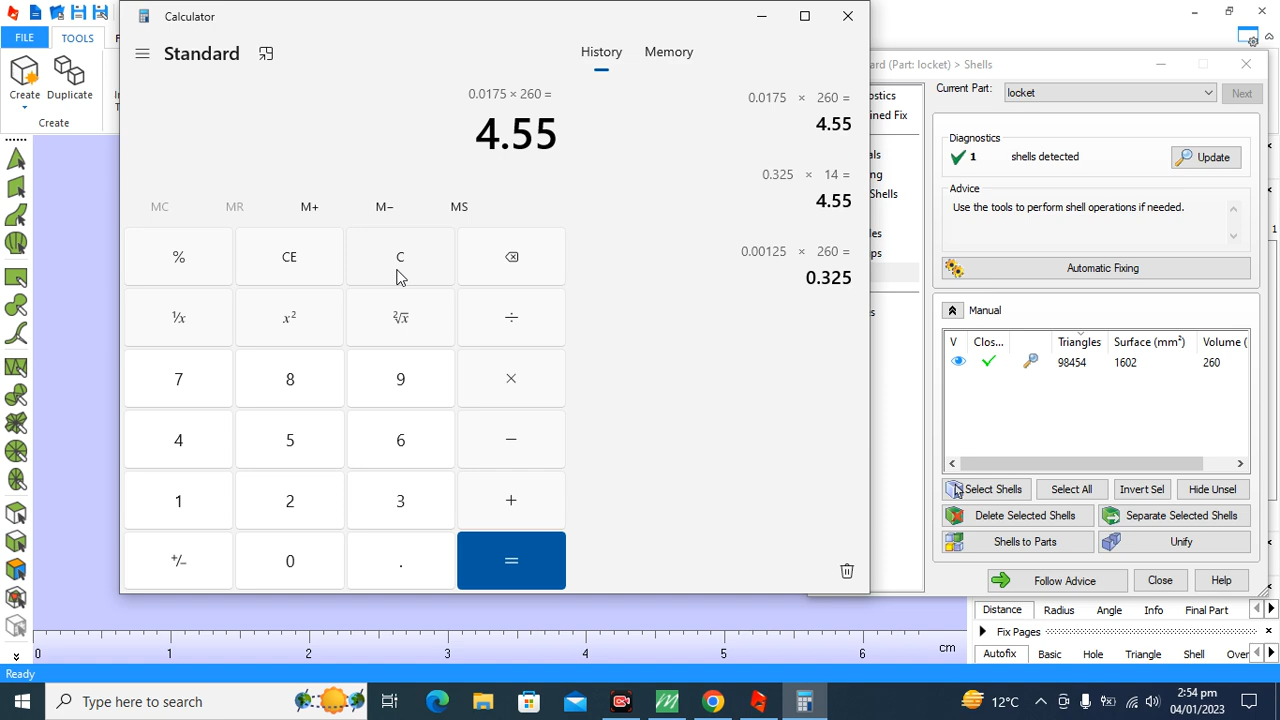 Calculator
Standard
History
Memory
0.0175 × 260 =
4.55
0.0175 × 260 =
4.55
0.325 × 14 =
4.55
0.00125 × 260 =
0.325
MC MR M+ M− MS
% CE C
¹/x x² ²√x ÷
7 8 9 ×
4 5 6 −
1 2 3 +
+/− 0 . =
FILE
TOOLS
F
Create
Duplicate
Create
rd (Part: locket) > Shells
Current Part:
locket
Next
Diagnostics
1 shells detected
Update
Advice
Use the tools to perform shell operations if needed.
Automatic Fixing
Manual
V Clos... Triangles Surface (mm²) Volume (
98454 1602 260
Select Shells
Select All
Invert Sel
Hide Unsel
Delete Selected Shells
Separate Selected Shells
Shells to Parts
Unify
Follow Advice
Close
Help
ostics
ined Fix
als
ng
Shells
les
ps
s
Distance Radius Angle Info Final Part
Fix Pages
Autofix Basic Hole Triangle Shell Over
0 1 2 3 4 5 6 cm
Ready
Type here to search
12°C
2:54 pm
04/01/2023